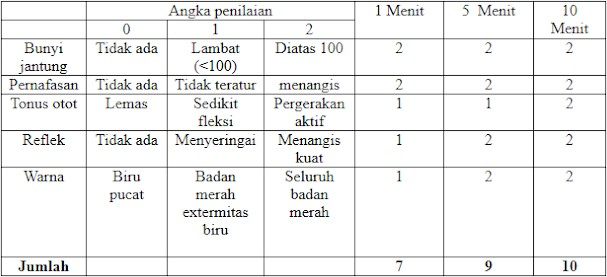 Angka penilaian 1 Menit 5 Menit 10
0 1 2 Menit
Bunyi Tidak ada Lambat Diatas 100 2 2 2
jantung (<100)
Pernafasan Tidak ada Tidak teratur menangis 2 2 2
Tonus otot Lemas Sedikit Pergerakan 1 1 2
fleksi aktif
Reflek Tidak ada Menyeringai Menangis 1 2 2
kuat
Warna Biru Badan Seluruh 1 2 2
pucat merah badan
extermitas merah
biru
Jumlah 7 9 10